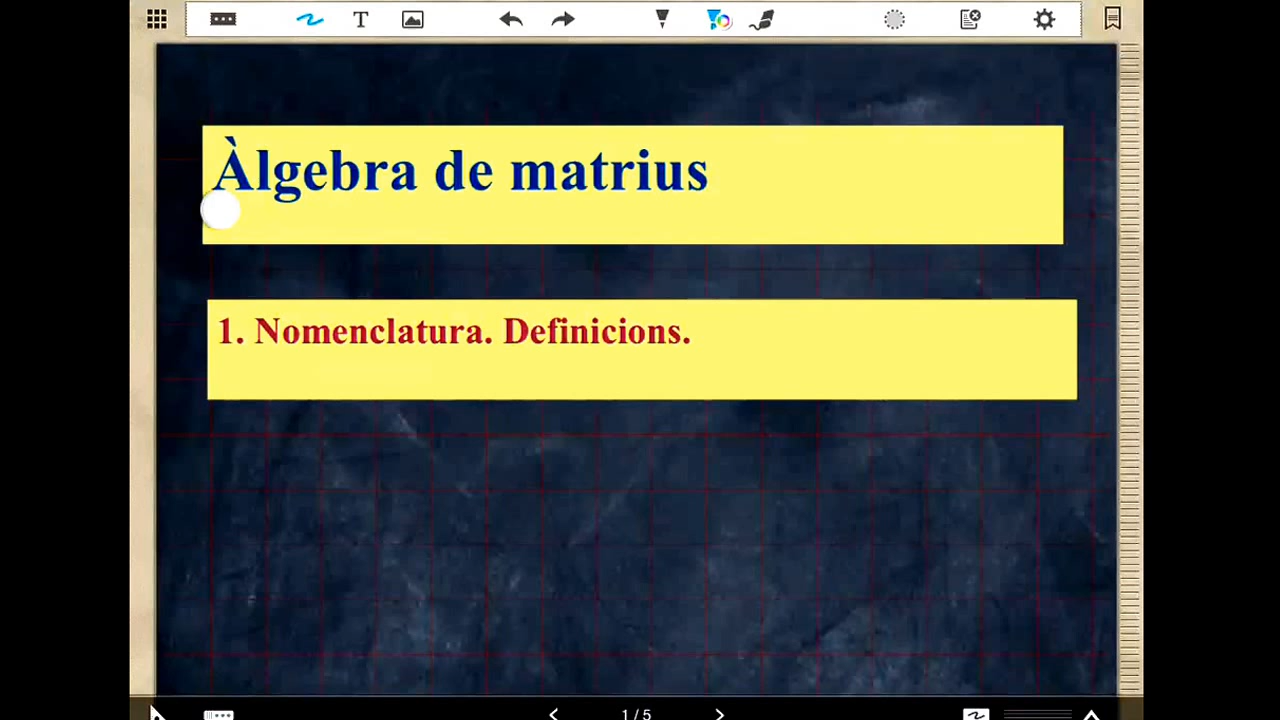 T
Àlgebra de matrius
1. Nomenclatura. Definicions.
1/5